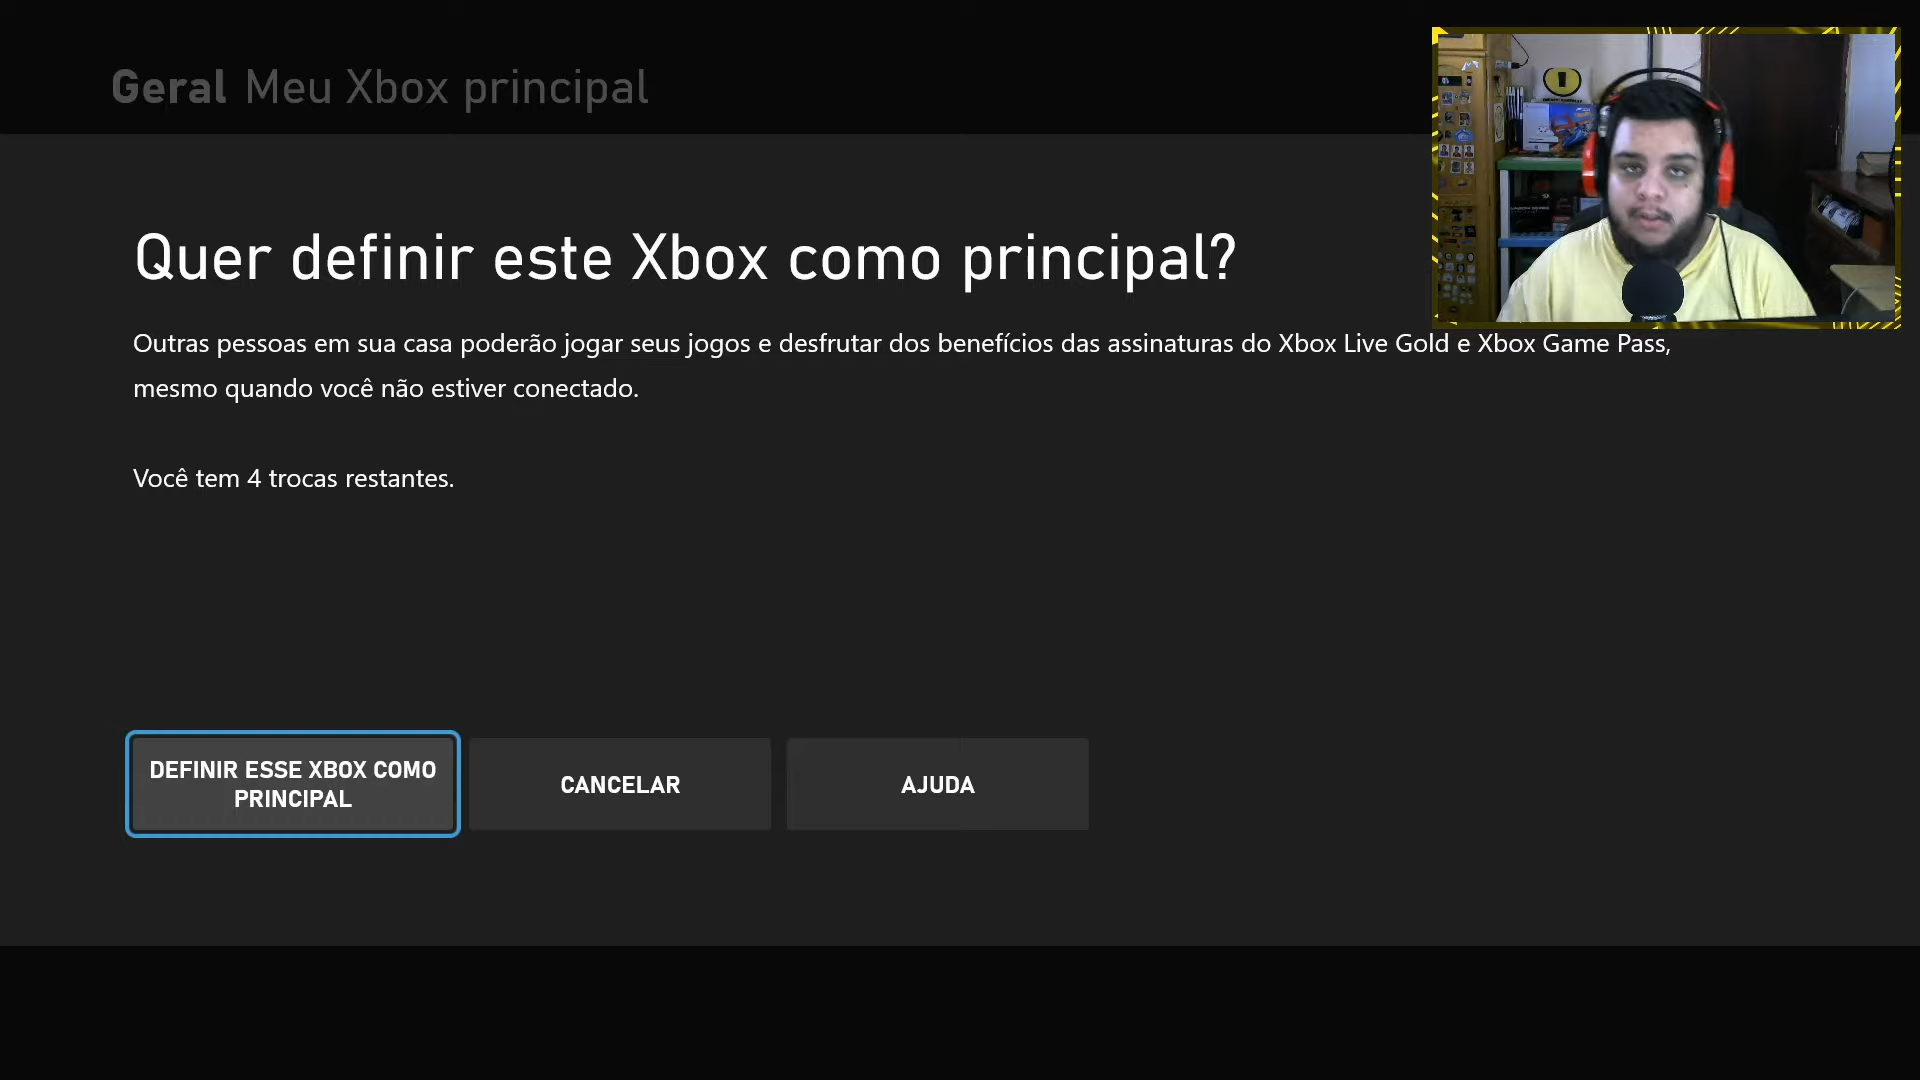 Geral Meu Xbox principal
Quer definir este Xbox como principal?
Outras pessoas em sua casa poderão jogar seus jogos e desfrutar dos benefícios das assinaturas do Xbox Live Gold e Xbox Game Pass,
mesmo quando você não estiver conectado.
Você tem 4 trocas restantes.
DEFINIR ESSE XBOX COMO
PRINCIPAL
CANCELAR
AJUDA